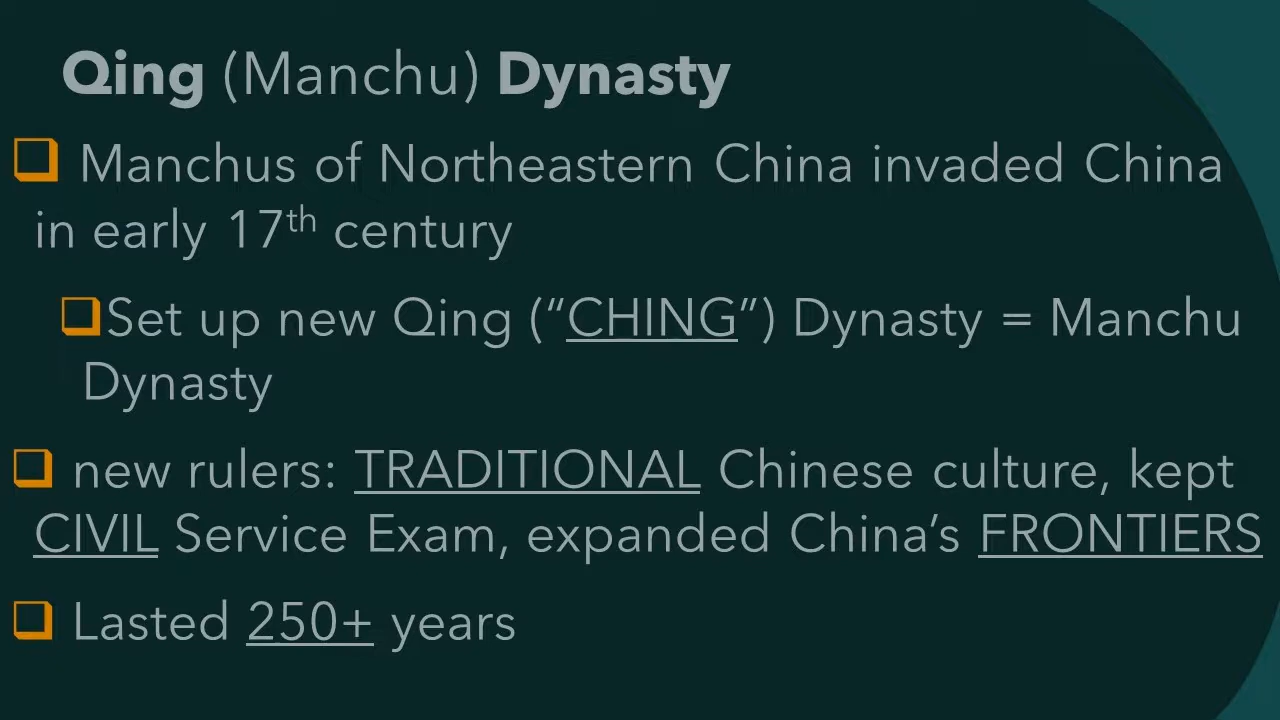 Qing (Manchu) Dynasty
Manchus of Northeastern China invaded China
in early 17th century
Set up new Qing (“CHING”) Dynasty = Manchu
Dynasty
new rulers: TRADITIONAL Chinese culture, kept
CIVIL Service Exam, expanded China’s FRONTIERS
Lasted 250+ years